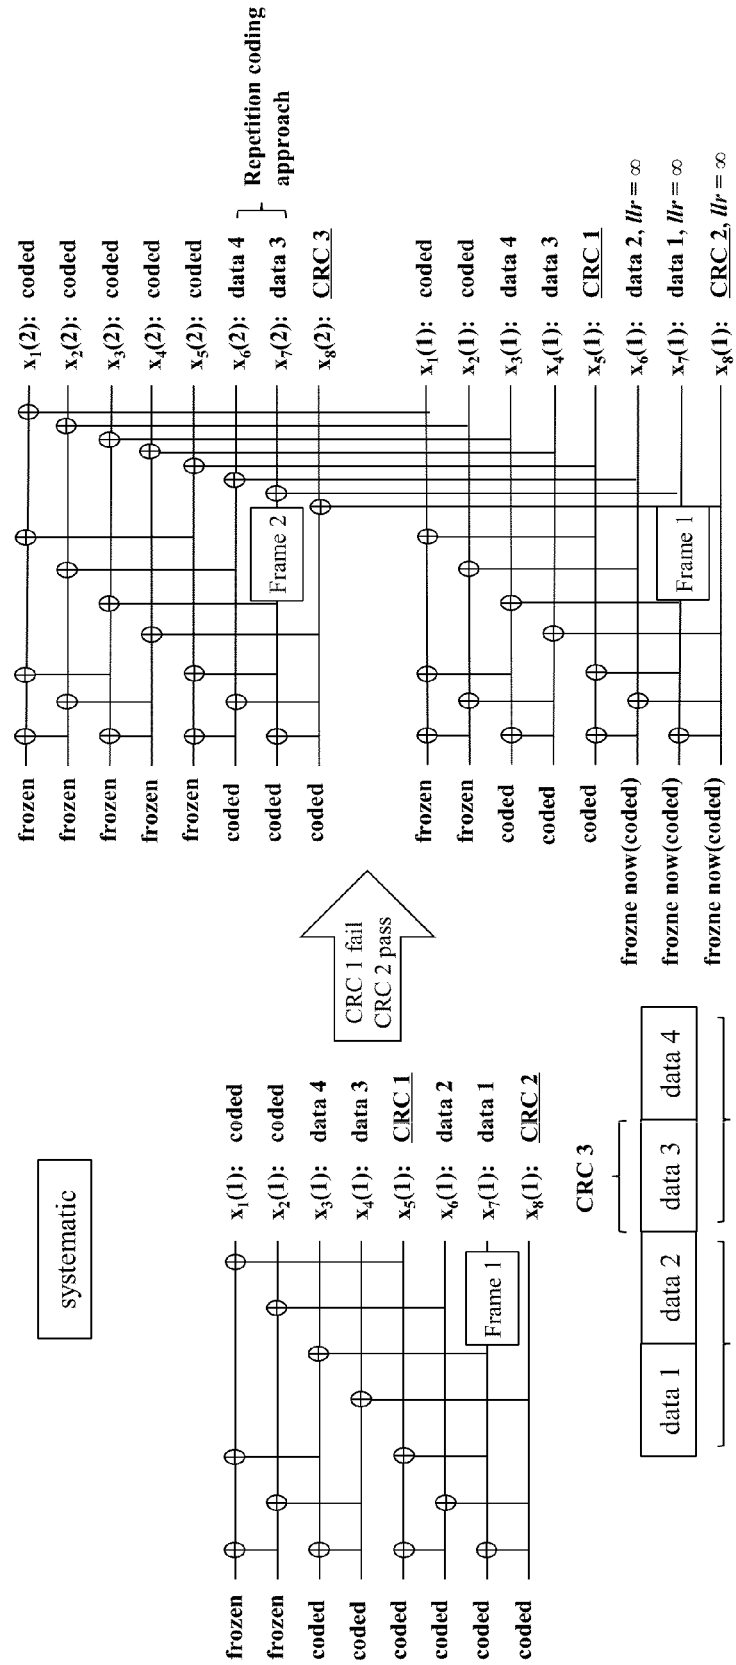 systematic
frozen
frozen
coded
coded
coded
coded
coded
coded
x1(1): coded
x2(1): coded
x3(1): data 4
x4(1): data 3
x5(1): CRC 1
x6(1): data 2
x7(1): data 1
x8(1): CRC 2
Frame 1
CRC 3
data 1 data 2 data 3 data 4
CRC 1 fail
CRC 2 pass
frozen
frozen
frozen
frozen
frozen
coded
coded
coded
Frame 2
x1(2): coded
x2(2): coded
x3(2): coded
x4(2): coded
x5(2): coded
x6(2): data 4
x7(2): data 3
x8(2): CRC 3
Repetition coding
approach
frozen
frozen
coded
coded
coded
frozne now(coded)
frozne now(coded)
frozne now(coded)
Frame 1
x1(1): coded
x2(1): coded
x3(1): data 4
x4(1): data 3
x5(1): CRC 1
x6(1): data 2, llr = ∞
x7(1): data 1, llr = ∞
x8(1): CRC 2, llr = ∞